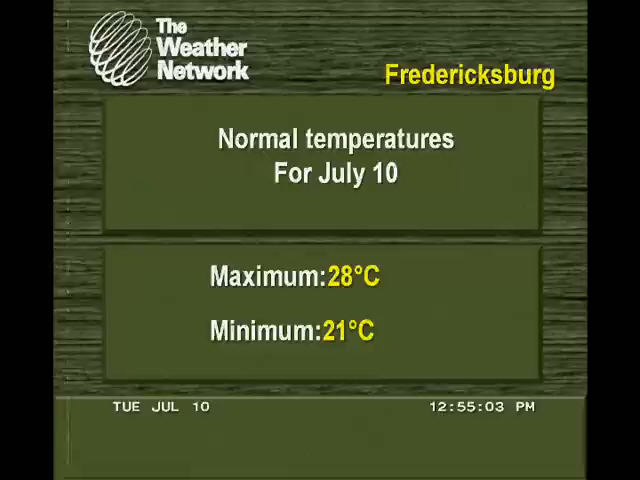 The
Weather
Network
Fredericksburg
Normal temperatures
For July 10
Maximum:28°C
Minimum:21°C
TUE JUL 10 12:55:03 PM